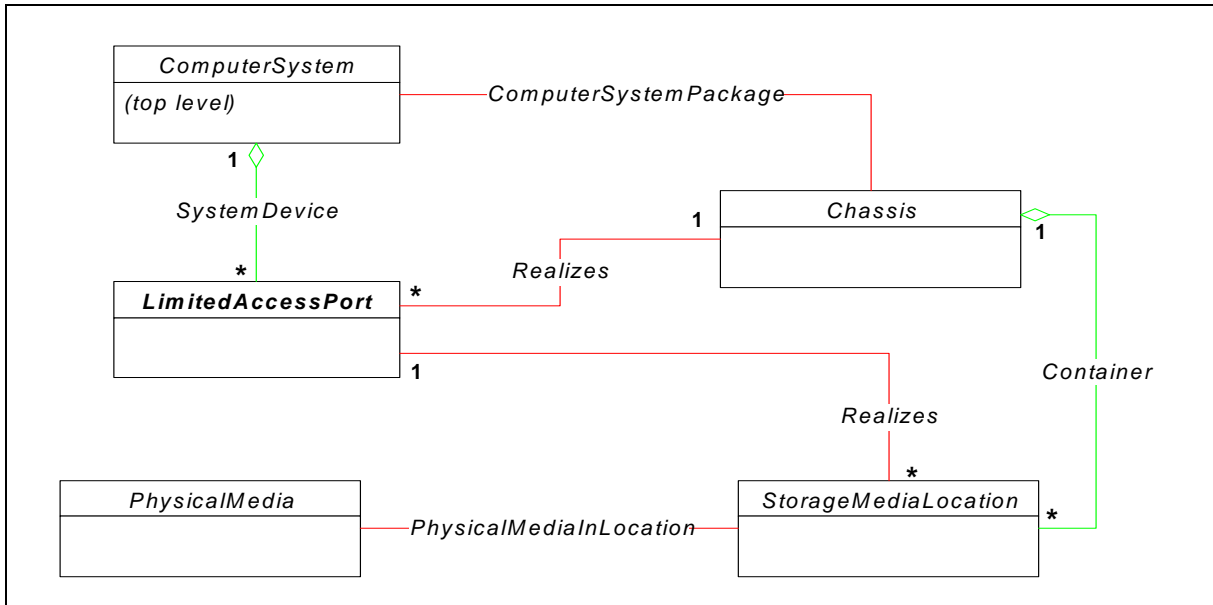 ComputerSystem
(top level)
ComputerSystemPackage
1
SystemDevice
Chassis
1
1
Realizes
*
*
LimitedAccessPort
1
Container
Realizes
*
PhysicalMedia
StorageMediaLocation
PhysicalMediaInLocation
*